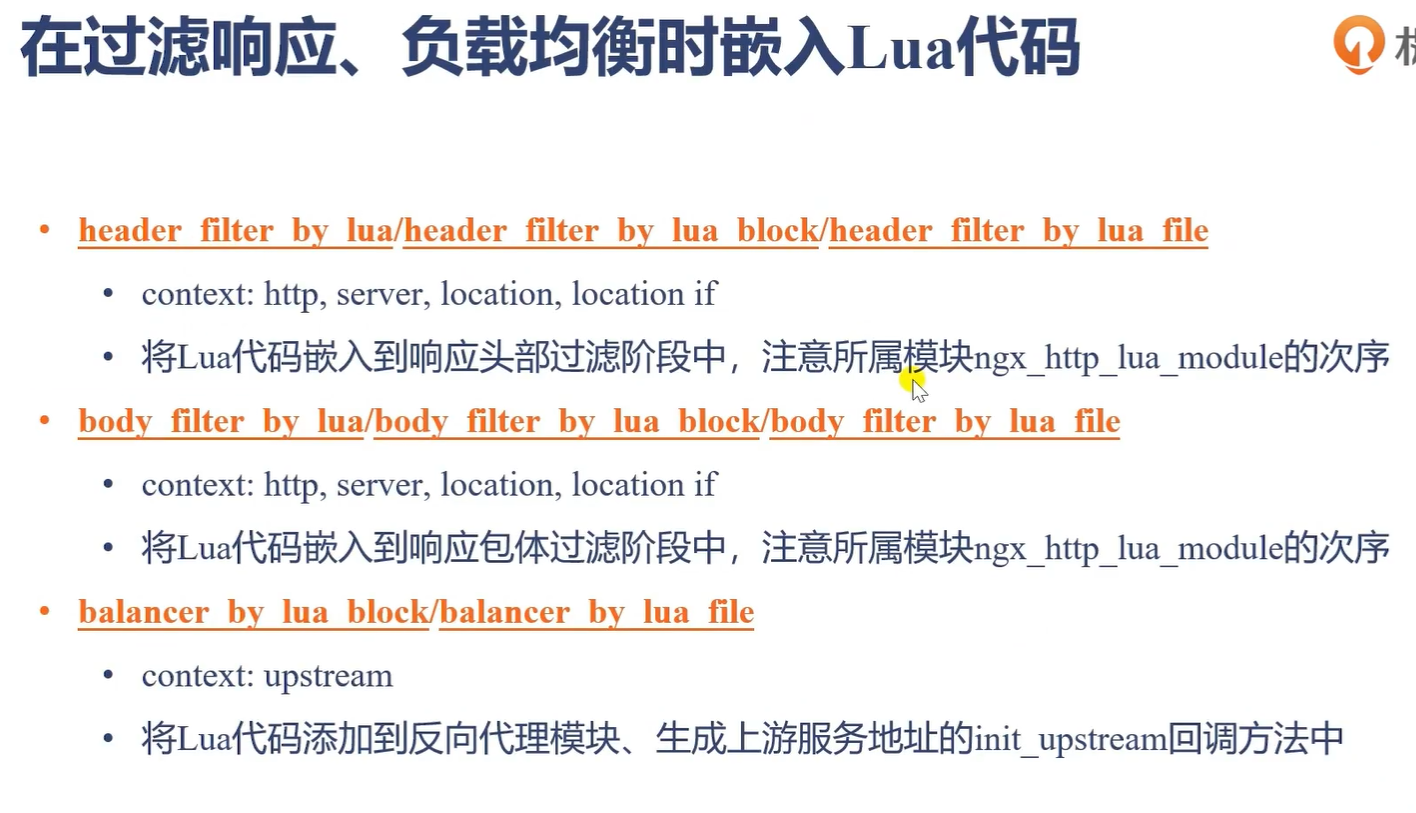 在过滤响应、负载均衡时嵌入Lua代码
• header_filter_by_lua/header_filter_by_lua_block/header_filter_by_lua_file
• context: http, server, location, location if
• 将Lua代码嵌入到响应头部过滤阶段中，注意所属模块ngx_http_lua_module的次序
• body_filter_by_lua/body_filter_by_lua_block/body_filter_by_lua_file
• context: http, server, location, location if
• 将Lua代码嵌入到响应包体过滤阶段中，注意所属模块ngx_http_lua_module的次序
• balancer_by_lua_block/balancer_by_lua_file
• context: upstream
• 将Lua代码添加到反向代理模块、生成上游服务地址的init_upstream回调方法中